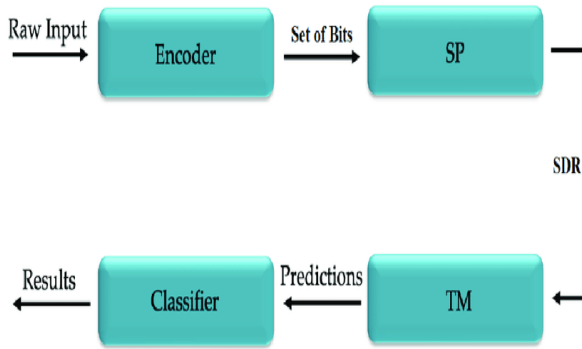 Raw Input
Encoder
Set of Bits
SP
SDR
TM
Predictions
Classifier
Results